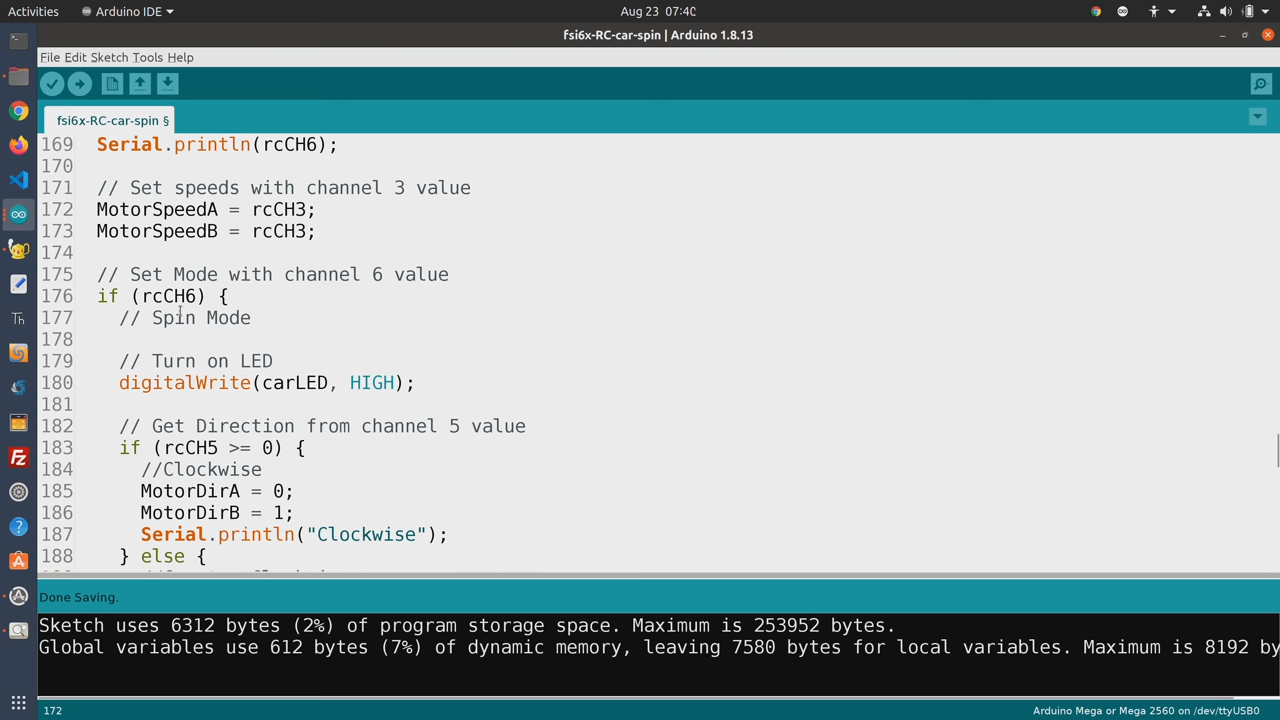 Activities Arduino IDE Aug 23 07:40
fsi6x-RC-car-spin | Arduino 1.8.13
File Edit Sketch Tools Help
fsi6x-RC-car-spin §
169 Serial.println(rcCH6);
170
171 // Set speeds with channel 3 value
172 MotorSpeedA = rcCH3;
173 MotorSpeedB = rcCH3;
174
175 // Set Mode with channel 6 value
176 if (rcCH6) {
177 // Spin Mode
178
179 // Turn on LED
180 digitalWrite(carLED, HIGH);
181
182 // Get Direction from channel 5 value
183 if (rcCH5 >= 0) {
184 //Clockwise
185 MotorDirA = 0;
186 MotorDirB = 1;
187 Serial.println("Clockwise");
188 } else {
Done Saving.
Sketch uses 6312 bytes (2%) of program storage space. Maximum is 253952 bytes.
Global variables use 612 bytes (7%) of dynamic memory, leaving 7580 bytes for local variables. Maximum is 8192 by
172 Arduino Mega or Mega 2560 on /dev/ttyUSB0